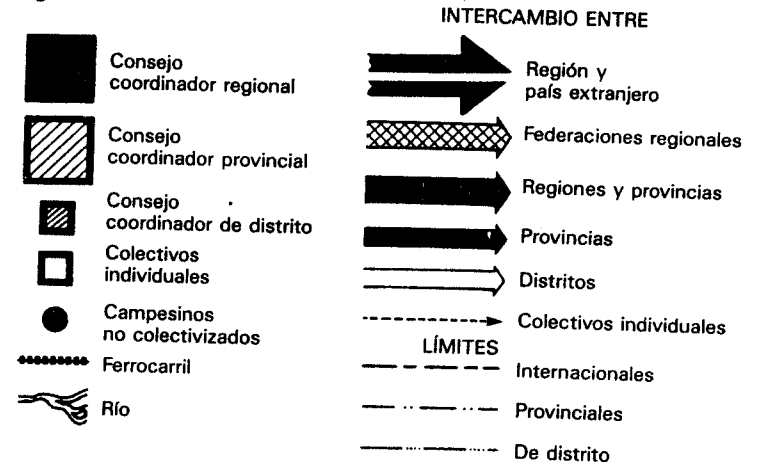 Consejo
coordinador regional
Consejo
coordinador provincial
Consejo
coordinador de distrito
Colectivos
individuales
Campesinos
no colectivizados
Ferrocarril
Río
INTERCAMBIO ENTRE
Región y
país extranjero
Federaciones regionales
Regiones y provincias
Provincias
Distritos
Colectivos individuales
LÍMITES
Internacionales
Provinciales
De distrito